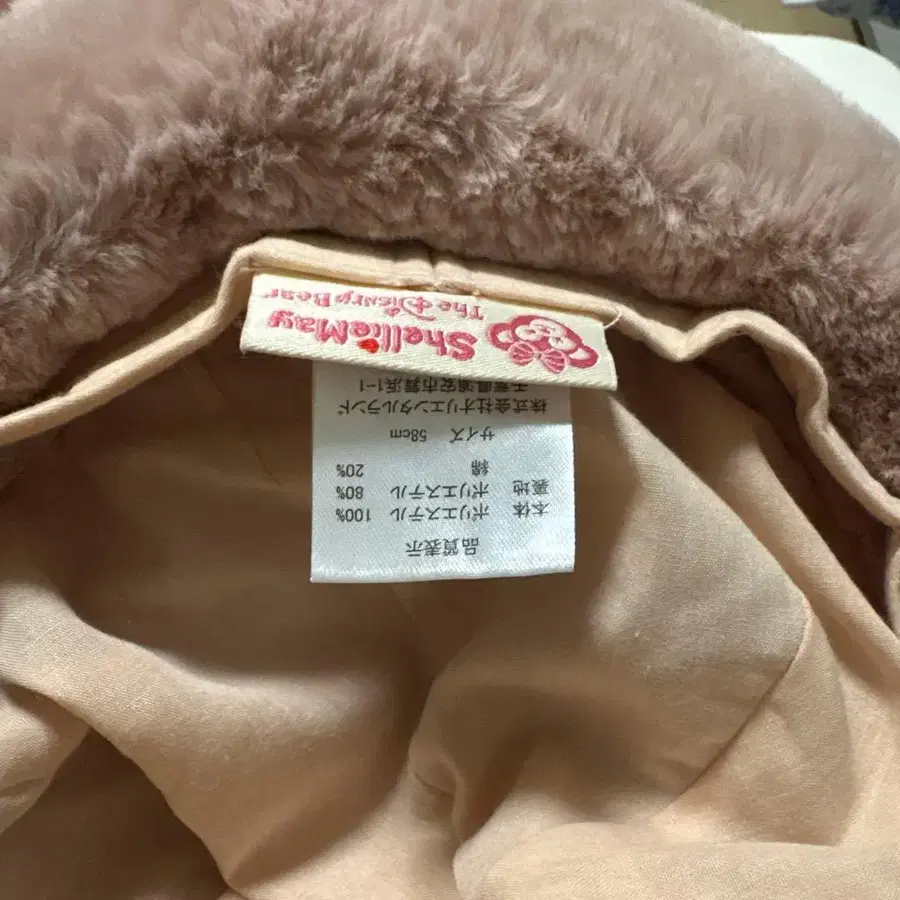 ShellieMay
The Disney Bear
品質表示
本体 ポリエステル 100%
裏地 ポリエステル 80%
綿 20%
サイズ 58cm
株式会社オリエンタルランド
千葉県浦安市舞浜1-1